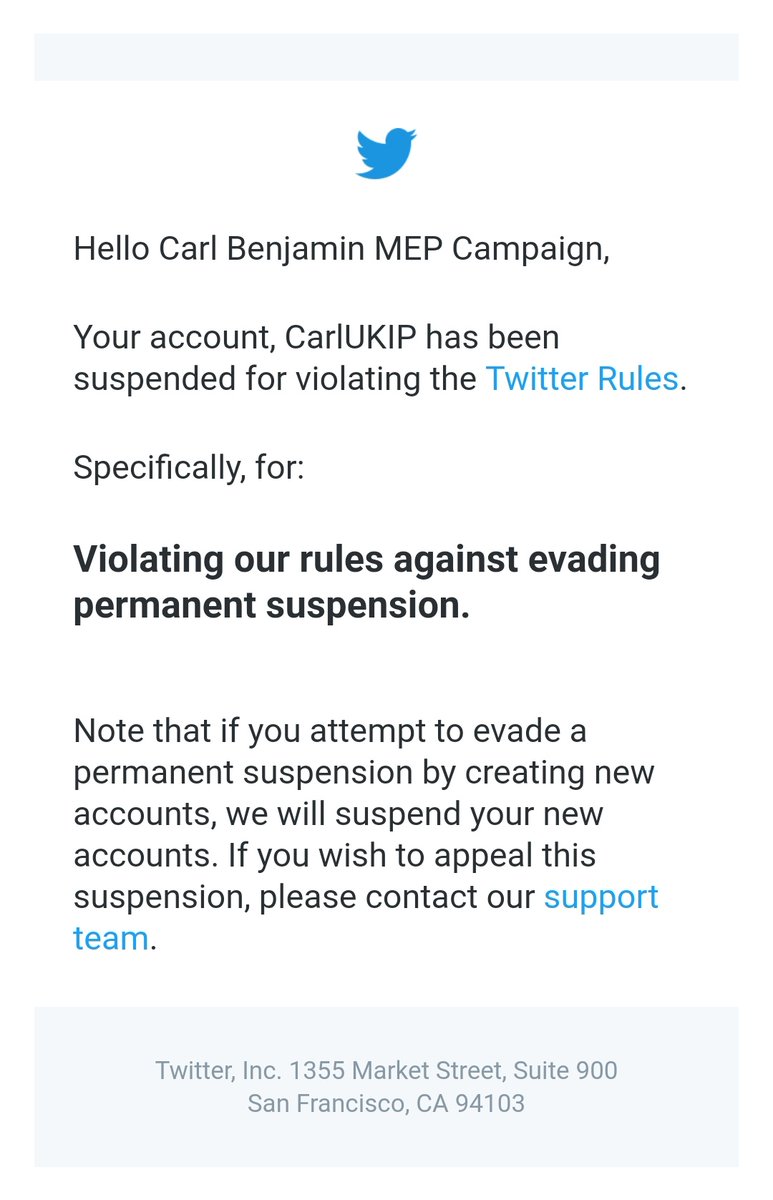 Hello Carl Benjamin MEP Campaign,
Your account, CarlUKIP has been
suspended for violating the Twitter Rules.
Specifically, for:
Violating our rules against evading
permanent suspension.
Note that if you attempt to evade a
permanent suspension by creating new
accounts, we will suspend your new
accounts. If you wish to appeal this
suspension, please contact our support
team.
Twitter, Inc. 1355 Market Street, Suite 900
San Francisco, CA 94103